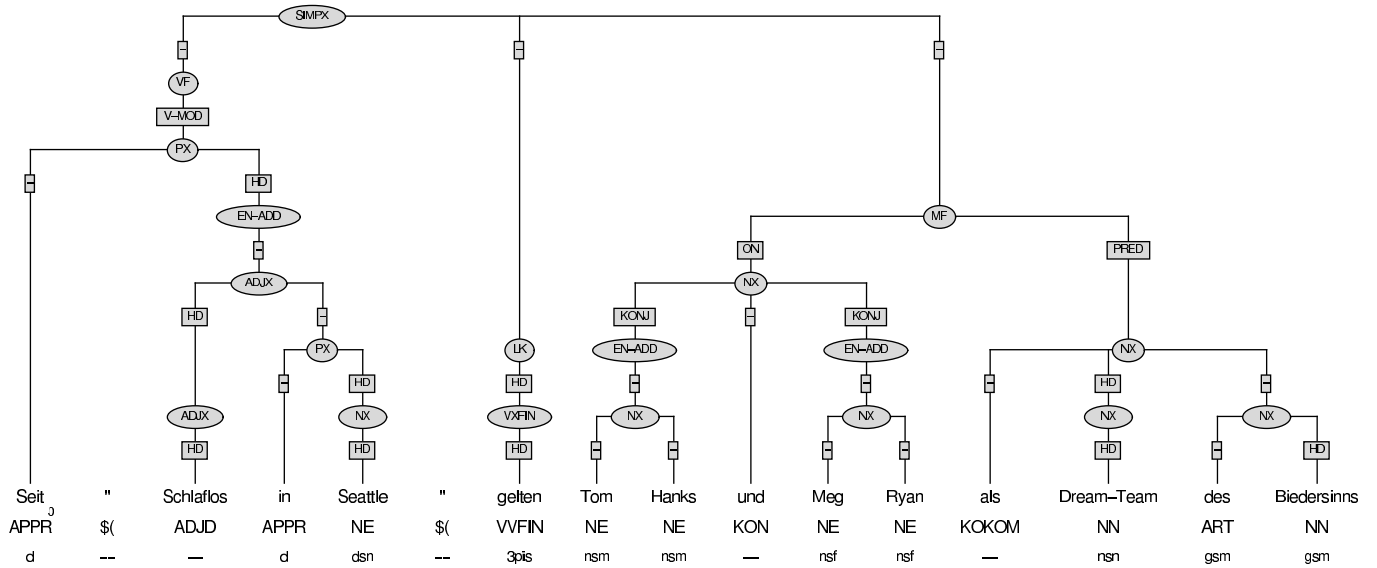 SIMPX
– – –
VF
V–MOD
PX
– HD
EN–ADD MF
– ON PRED
ADJX NX
HD – KONJ – KONJ
PX LK EN–ADD EN–ADD NX
– HD HD – – – HD –
ADJX NX VXFIN NX NX NX NX
HD HD HD – – – – HD – HD
Seit " Schlaflos in Seattle " gelten Tom Hanks und Meg Ryan als Dream–Team des Biedersinns
APPR $( ADJD APPR NE $( VVFIN NE NE KON NE NE KOKOM NN ART NN
d –– — d dsn –– 3pis nsm nsm — nsf nsf — nsn gsm gsm